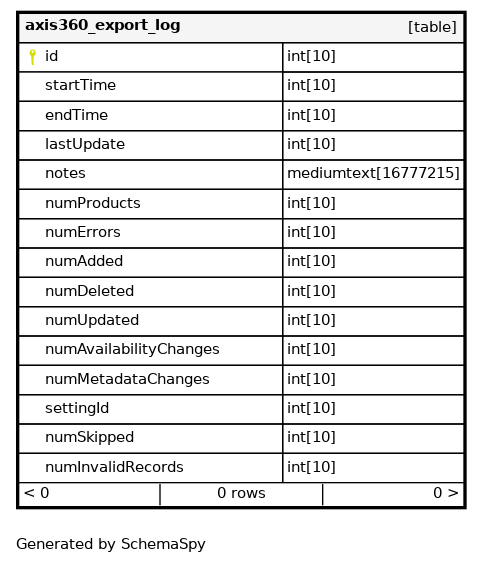 axis360_export_log [table]
id int[10]
startTime int[10]
endTime int[10]
lastUpdate int[10]
notes mediumtext[16777215]
numProducts int[10]
numErrors int[10]
numAdded int[10]
numDeleted int[10]
numUpdated int[10]
numAvailabilityChanges int[10]
numMetadataChanges int[10]
settingId int[10]
numSkipped int[10]
numInvalidRecords int[10]
< 0 0 rows 0 >
Generated by SchemaSpy